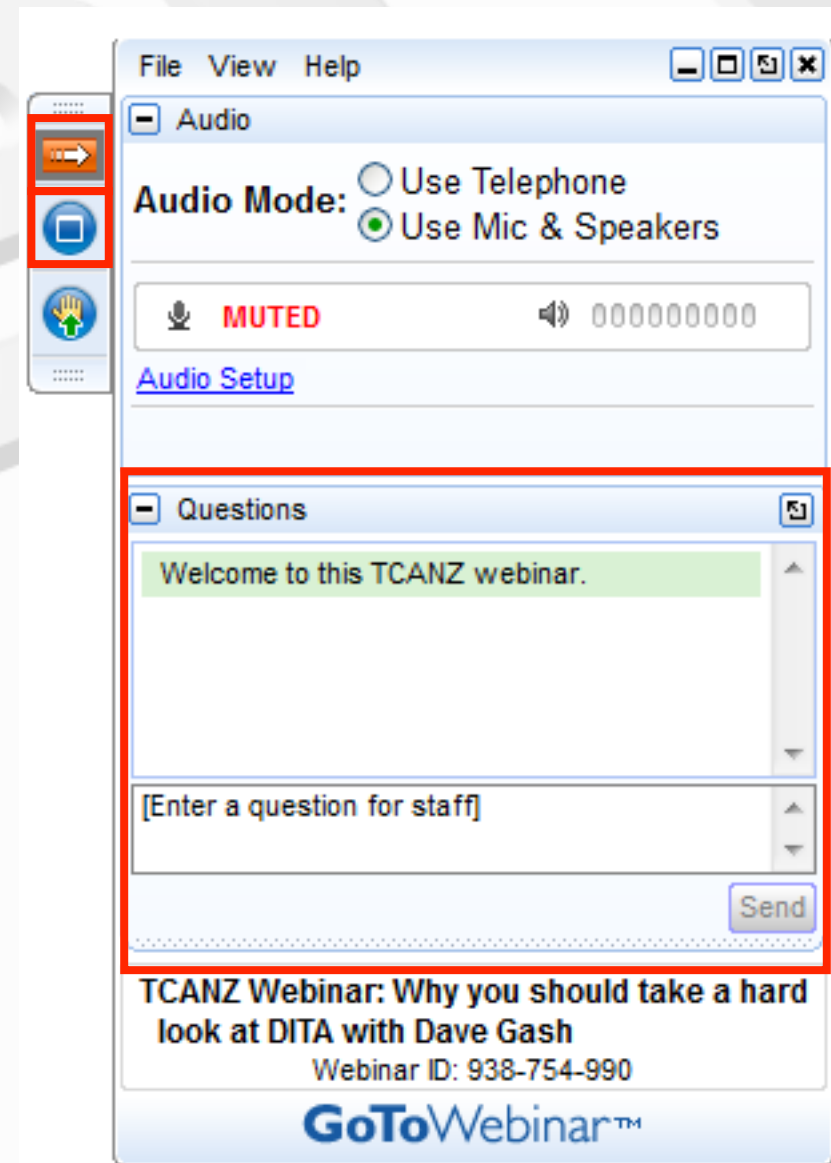 File View Help
Audio
Audio Mode: Use Telephone
Use Mic & Speakers
MUTED 000000000
Audio Setup
Questions
Welcome to this TCANZ webinar.
[Enter a question for staff]
Send
TCANZ Webinar: Why you should take a hard
look at DITA with Dave Gash
Webinar ID: 938-754-990
GoToWebinar™